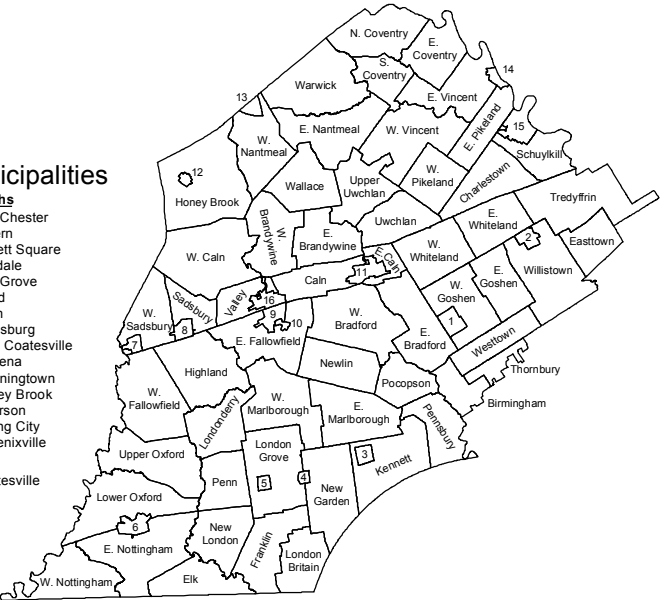 icipalities
hs
Chester
ern
ett Square
dale
Grove
d
n
sburg
Coatesville
ena
ningtown
ey Brook
erson
ng City
enixville
tesville
N. Coventry
E.
Coventry
S.
Coventry
14
Warwick
13
E. Vincent
E. Nantmeal
W. Vincent
E. Pikeland
15
W.
Nantmeal
Schuylkill
12
Honey Brook
Wallace
Upper
Uwchlan
W.
Pikeland
Charlestown
Tredyffrin
W.
Brandywine
E.
Brandywine
Uwchlan
E.
Whiteland
2
Easttown
W. Caln
E. Caln
W.
Whiteland
Willistown
Caln
11
E.
Goshen
W.
Goshen
Sadsbury
Valley
16
W.
Sadsbury
7
8
9
10
W.
Bradford
1
E. Fallowfield
E.
Bradford
Westtown
Thornbury
Highland
Newlin
Pocopson
Birmingham
W.
Fallowfield
Londonderry
W.
Marlborough
E.
Marlborough
Pennsbury
Upper Oxford
London
Grove
3
Kennett
Penn
5
4
New
Garden
Lower Oxford
6
E. Nottingham
New
London
Franklin
London
Britain
W. Nottingham
Elk